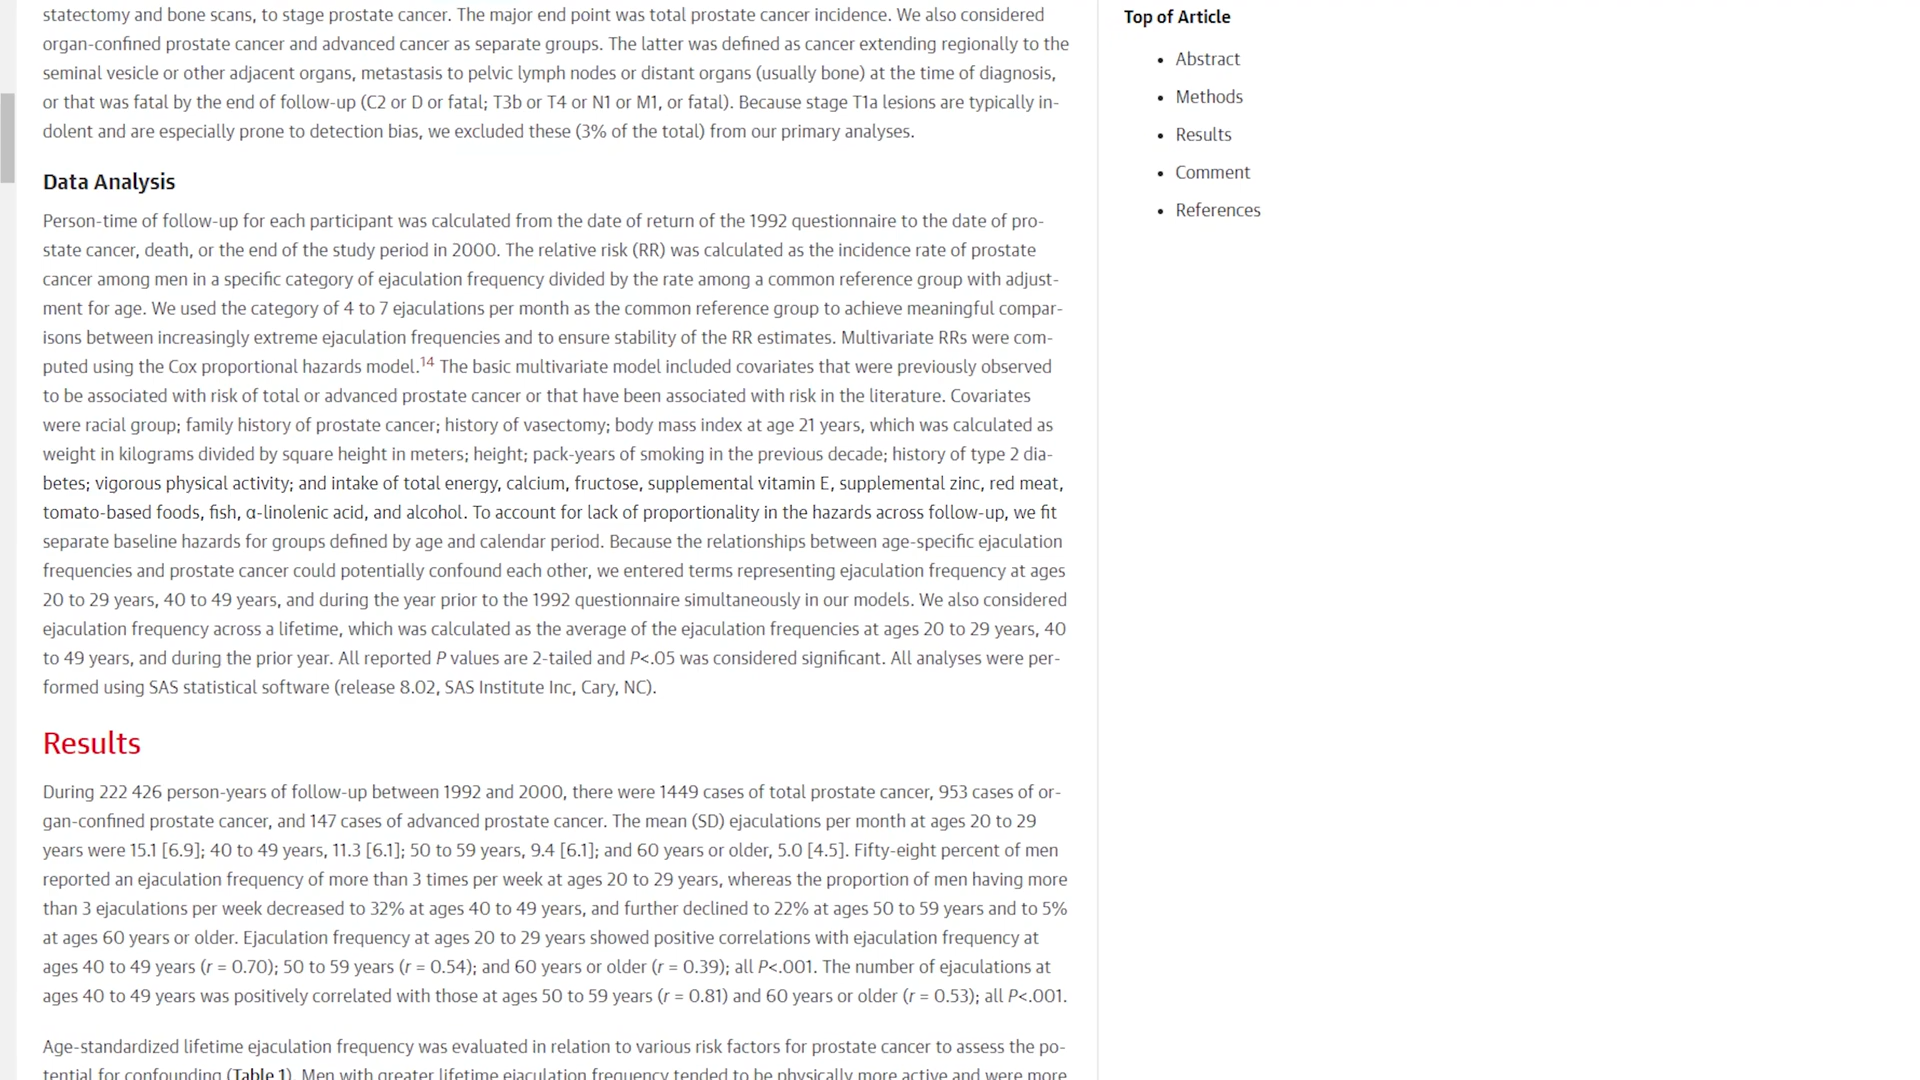 statectomy and bone scans, to stage prostate cancer. The major end point was total prostate cancer incidence. We also considered
organ-confined prostate cancer and advanced cancer as separate groups. The latter was defined as cancer extending regionally to the
seminal vesicle or other adjacent organs, metastasis to pelvic lymph nodes or distant organs (usually bone) at the time of diagnosis,
or that was fatal by the end of follow-up (C2 or D or fatal; T3b or T4 or N1 or M1, or fatal). Because stage T1a lesions are typically in-
dolent and are especially prone to detection bias, we excluded these (3% of the total) from our primary analyses.
Data Analysis
Person-time of follow-up for each participant was calculated from the date of return of the 1992 questionnaire to the date of pro-
state cancer, death, or the end of the study period in 2000. The relative risk (RR) was calculated as the incidence rate of prostate
cancer among men in a specific category of ejaculation frequency divided by the rate among a common reference group with adjust-
ment for age. We used the category of 4 to 7 ejaculations per month as the common reference group to achieve meaningful compar-
isons between increasingly extreme ejaculation frequencies and to ensure stability of the RR estimates. Multivariate RRs were com-
puted using the Cox proportional hazards model.14 The basic multivariate model included covariates that were previously observed
to be associated with risk of total or advanced prostate cancer or that have been associated with risk in the literature. Covariates
were racial group; family history of prostate cancer; history of vasectomy; body mass index at age 21 years, which was calculated as
weight in kilograms divided by square height in meters; height; pack-years of smoking in the previous decade; history of type 2 dia-
betes; vigorous physical activity; and intake of total energy, calcium, fructose, supplemental vitamin E, supplemental zinc, red meat,
tomato-based foods, fish, α-linolenic acid, and alcohol. To account for lack of proportionality in the hazards across follow-up, we fit
separate baseline hazards for groups defined by age and calendar period. Because the relationships between age-specific ejaculation
frequencies and prostate cancer could potentially confound each other, we entered terms representing ejaculation frequency at ages
20 to 29 years, 40 to 49 years, and during the year prior to the 1992 questionnaire simultaneously in our models. We also considered
ejaculation frequency across a lifetime, which was calculated as the average of the ejaculation frequencies at ages 20 to 29 years, 40
to 49 years, and during the prior year. All reported P values are 2-tailed and P<.05 was considered significant. All analyses were per-
formed using SAS statistical software (release 8.02, SAS Institute Inc, Cary, NC).
Results
During 222 426 person-years of follow-up between 1992 and 2000, there were 1449 cases of total prostate cancer, 953 cases of or-
gan-confined prostate cancer, and 147 cases of advanced prostate cancer. The mean (SD) ejaculations per month at ages 20 to 29
years were 15.1 [6.9]; 40 to 49 years, 11.3 [6.1]; 50 to 59 years, 9.4 [6.1]; and 60 years or older, 5.0 [4.5]. Fifty-eight percent of men
reported an ejaculation frequency of more than 3 times per week at ages 20 to 29 years, whereas the proportion of men having more
than 3 ejaculations per week decreased to 32% at ages 40 to 49 years, and further declined to 22% at ages 50 to 59 years and to 5%
at ages 60 years or older. Ejaculation frequency at ages 20 to 29 years showed positive correlations with ejaculation frequency at
ages 40 to 49 years (r = 0.70); 50 to 59 years (r = 0.54); and 60 years or older (r = 0.39); all P<.001. The number of ejaculations at
ages 40 to 49 years was positively correlated with those at ages 50 to 59 years (r = 0.81) and 60 years or older (r = 0.53); all P<.001.
Age-standardized lifetime ejaculation frequency was evaluated in relation to various risk factors for prostate cancer to assess the po-
tential for confounding (Table 1). Men with greater lifetime ejaculation frequency tended to be physically more active and were more
Top of Article
• Abstract
• Methods
• Results
• Comment
• References